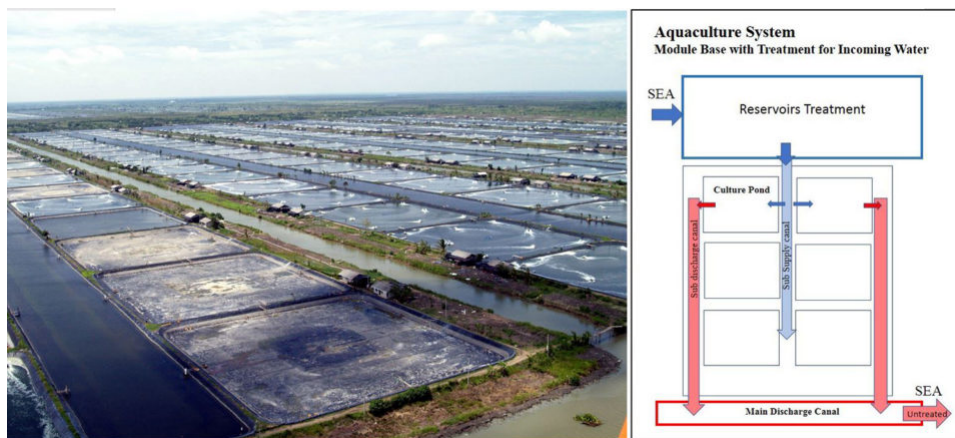 Aquaculture System
Module Base with Treatment for Incoming Water
SEA
Reservoirs Treatment
Culture Pond
Sub discharge canal
Sub Supply canal
SEA
Main Discharge Canal
Untreated